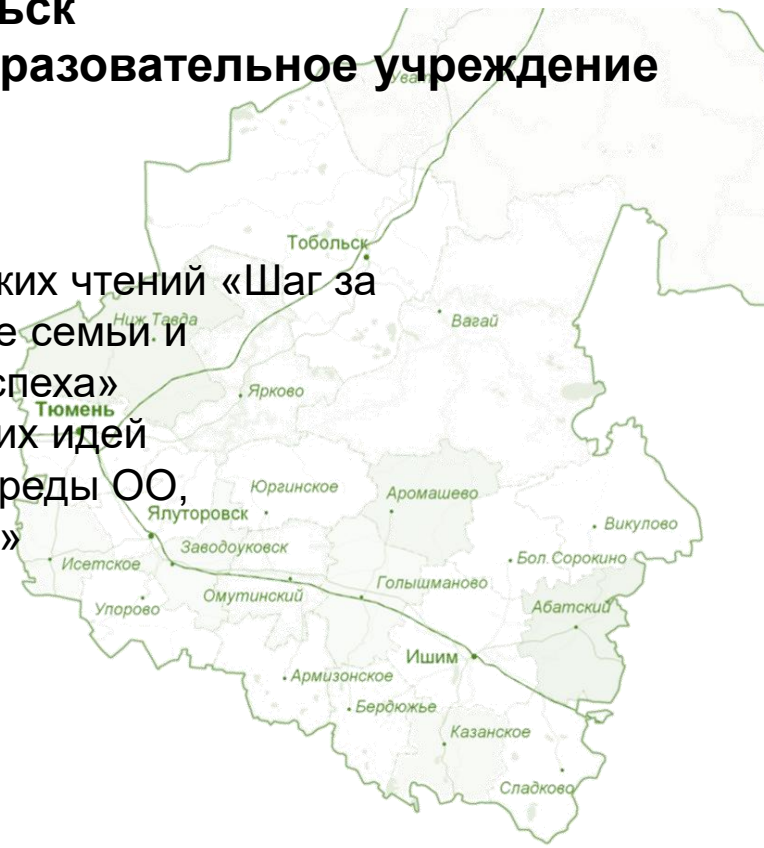 ьск
разовательное учреждение
Уват
Тобольск
ких чтений «Шаг за
Ниж.Тавда
е семьи и
Вагай
спеха»
Ярково
Тюмень
их идей
реды ОО,
Юргинское
Аромашево
Ялуторовск
Викулово
»
Заводоуковск
Исетское
Бол.Сорокино
Голышманово
Омутинский
Упорово
Абатский
Ишим
Армизонское
Бердюжье
Казанское
Сладково